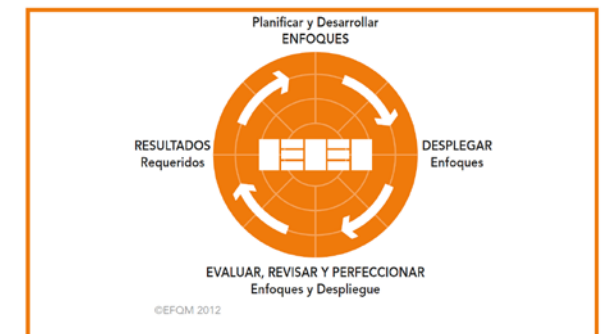 Planificar y Desarrollar
ENFOQUES
RESULTADOS
Requeridos
DESPLEGAR
Enfoques
EVALUAR, REVISAR Y PERFECCIONAR
Enfoques y Despliegue
©EFQM 2012